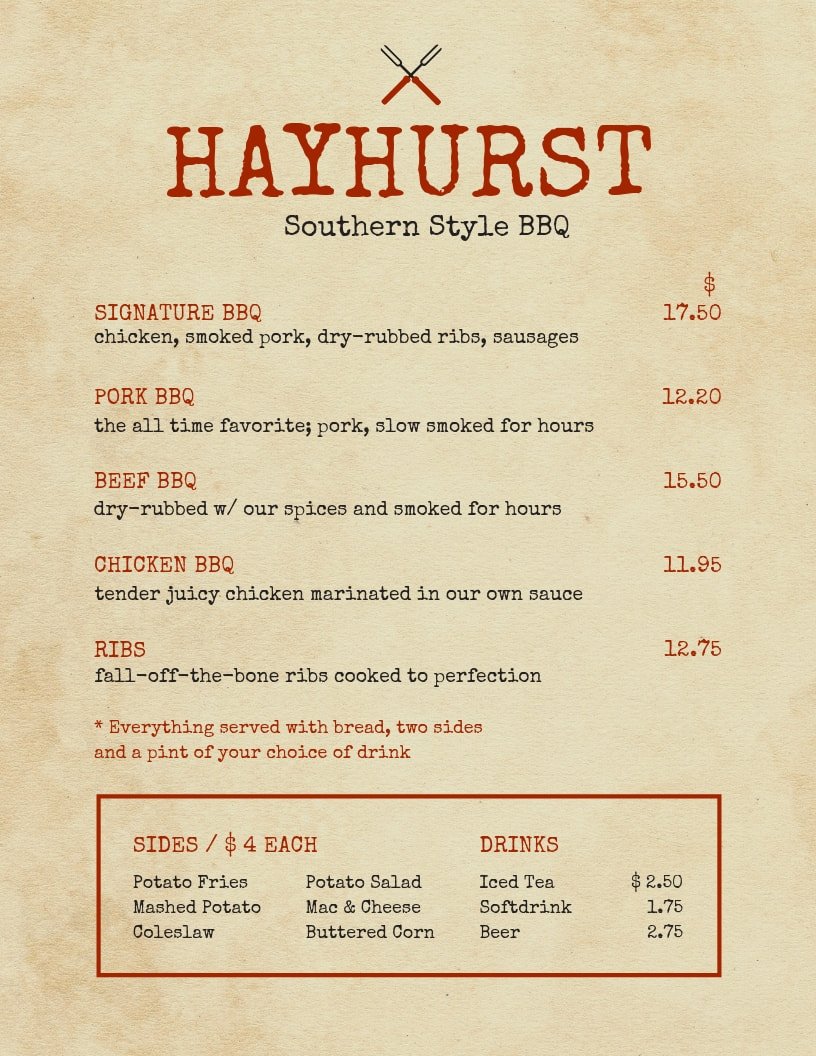 HAYHURST
Southern Style BBQ
$
SIGNATURE BBQ 17.50
chicken, smoked pork, dry-rubbed ribs, sausages
PORK BBQ 12.20
the all time favorite; pork, slow smoked for hours
BEEF BBQ 15.50
dry-rubbed w/ our spices and smoked for hours
CHICKEN BBQ 11.95
tender juicy chicken marinated in our own sauce
RIBS 12.75
fall-off-the-bone ribs cooked to perfection
* Everything served with bread, two sides
and a pint of your choice of drink
SIDES / $ 4 EACH
Potato Fries Potato Salad
Mashed Potato Mac & Cheese
Coleslaw Buttered Corn
DRINKS
Iced Tea $ 2.50
Softdrink 1.75
Beer 2.75